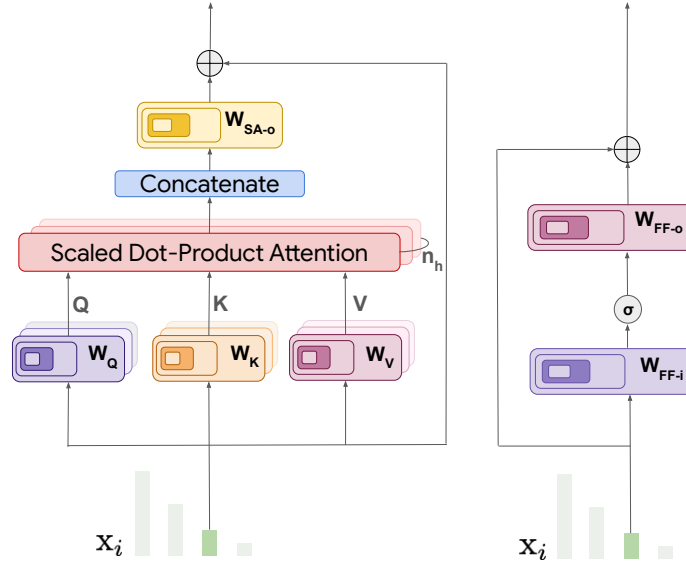 W_SA-o
Concatenate
Scaled Dot-Product Attention
n_h
Q K V
W_Q W_K W_V
x_i
W_FF-o
σ
W_FF-i
x_i